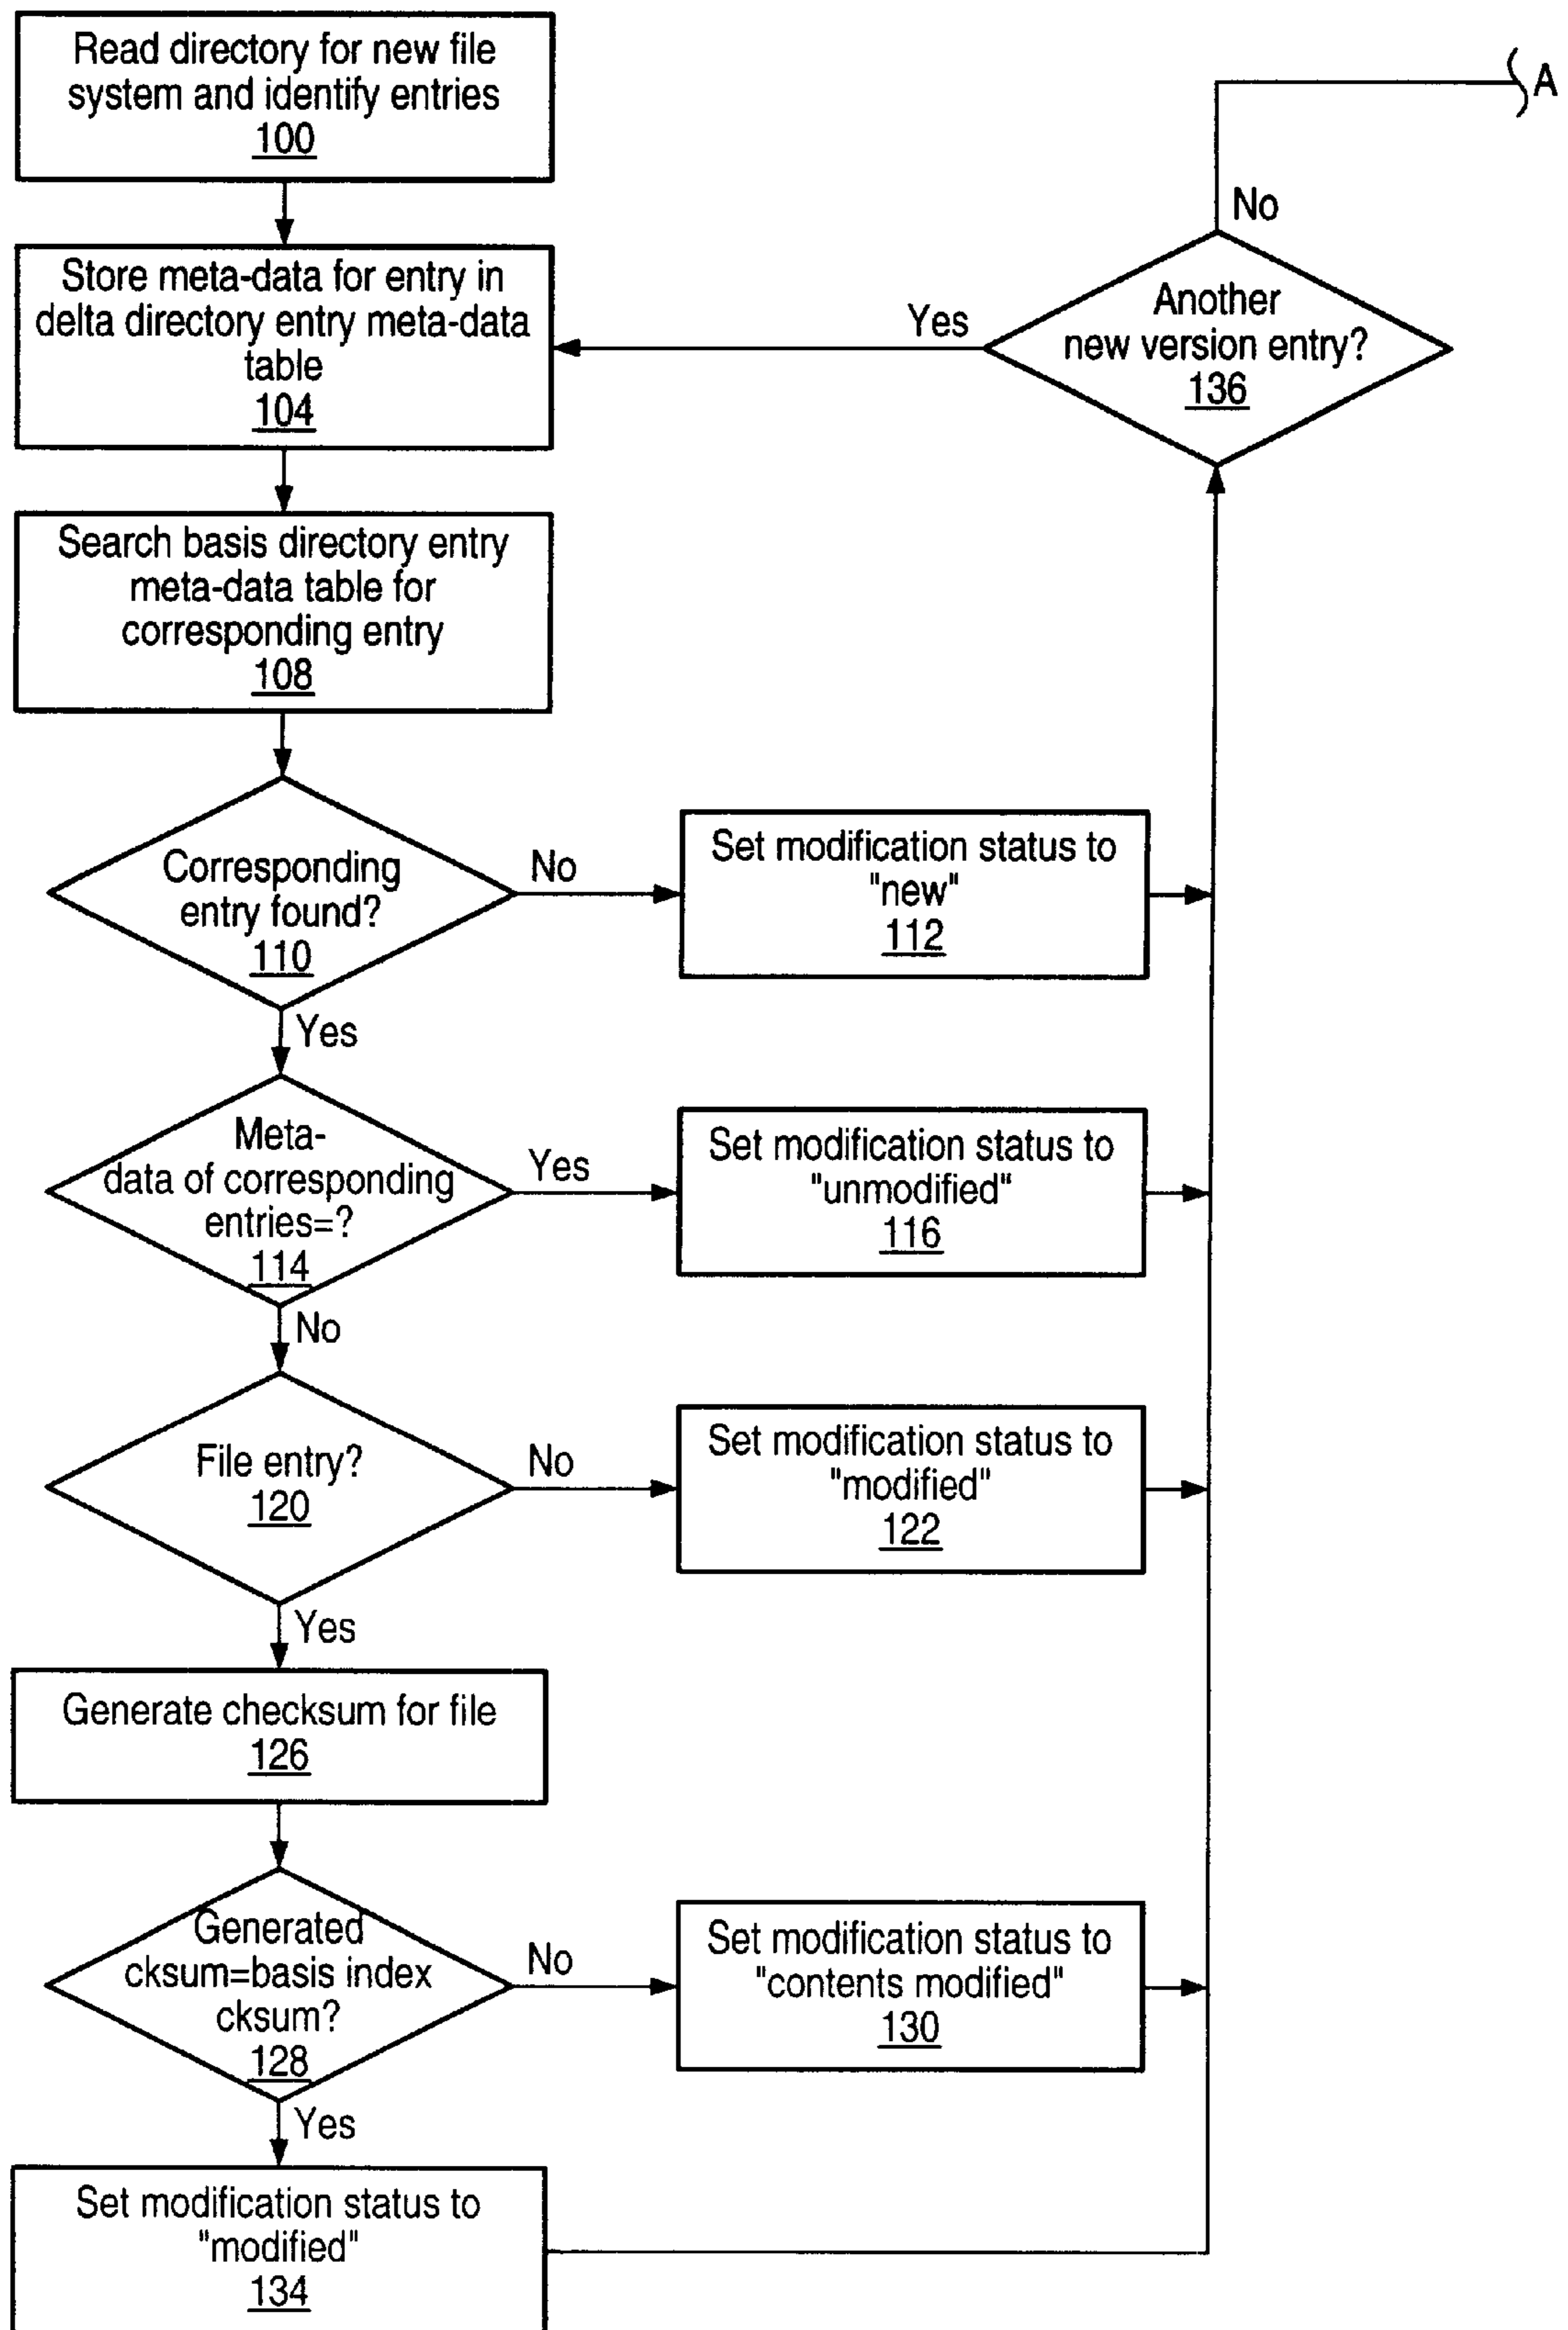 Read directory for new file
system and identify entries
100
A
No
Store meta-data for entry in
delta directory entry meta-data
table
104
Yes
Another
new version entry?
136
Search basis directory entry
meta-data table for
corresponding entry
108
Corresponding
entry found?
110
No
Set modification status to
"new"
112
Yes
Meta-
data of corresponding
entries=?
114
Yes
Set modification status to
"unmodified"
116
No
File entry?
120
No
Set modification status to
"modified"
122
Yes
Generate checksum for file
126
Generated
cksum=basis index
cksum?
128
No
Set modification status to
"contents modified"
130
Yes
Set modification status to
"modified"
134